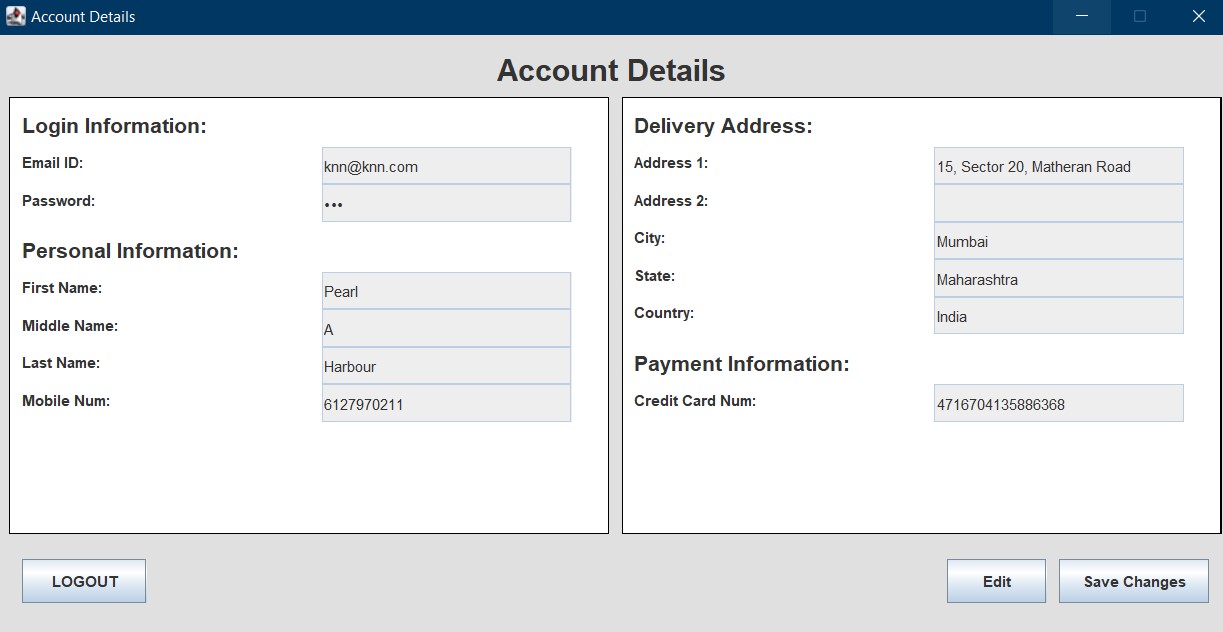 Account Details
Account Details
Login Information:
Email ID: knn@knn.com
Password: •••
Personal Information:
First Name: Pearl
Middle Name: A
Last Name: Harbour
Mobile Num: 6127970211
Delivery Address:
Address 1: 15, Sector 20, Matheran Road
Address 2:
City: Mumbai
State: Maharashtra
Country: India
Payment Information:
Credit Card Num: 4716704135886368
LOGOUT
Edit
Save Changes